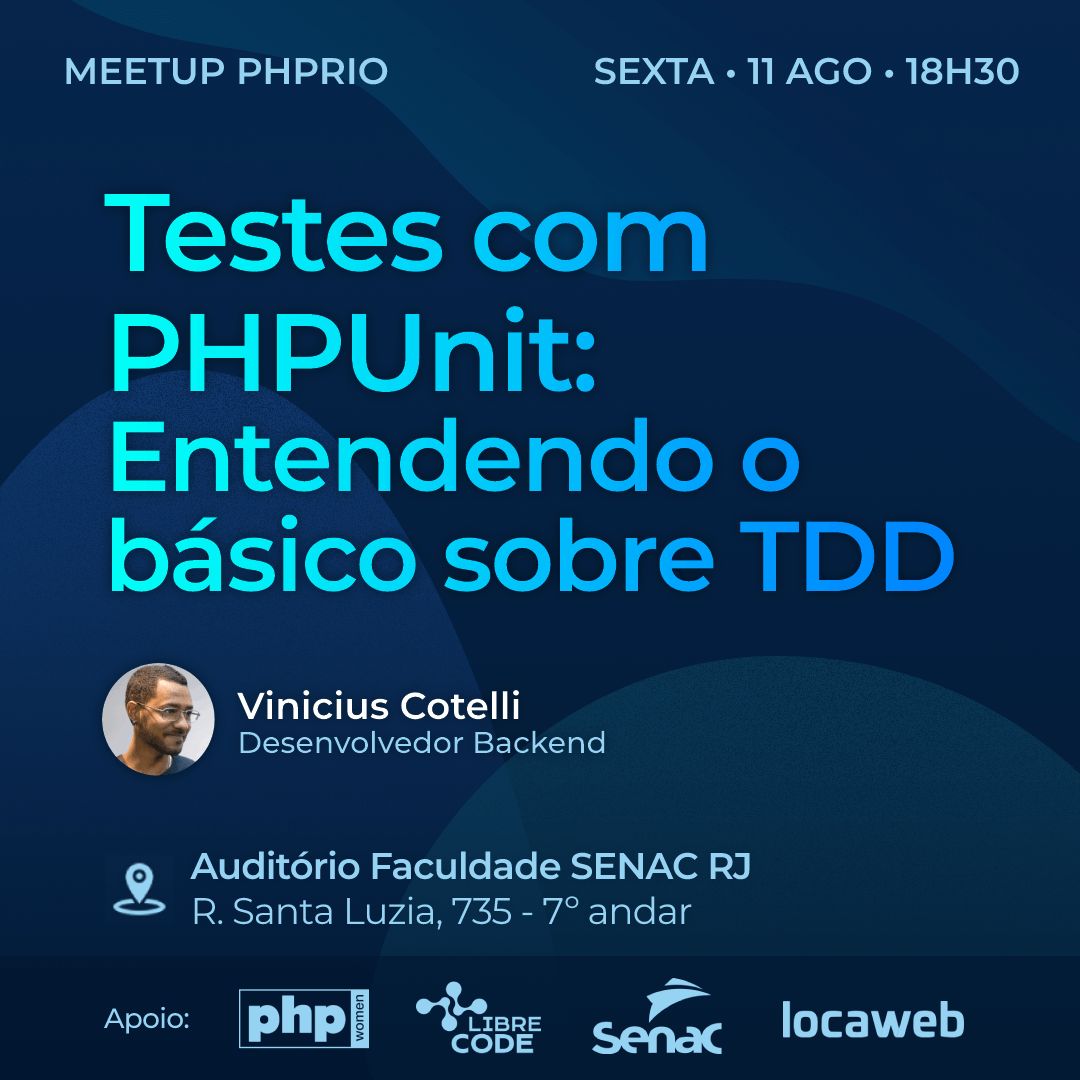 MEETUP PHPRIO
SEXTA • 11 AGO • 18H30
Testes com
PHPUnit:
Entendendo o
básico sobre TDD
Vinicius Cotelli
Desenvolvedor Backend
Auditório Faculdade SENAC RJ
R. Santa Luzia, 735 - 7º andar
Apoio:
php
women
LIBRE
CODE
senac
locaweb